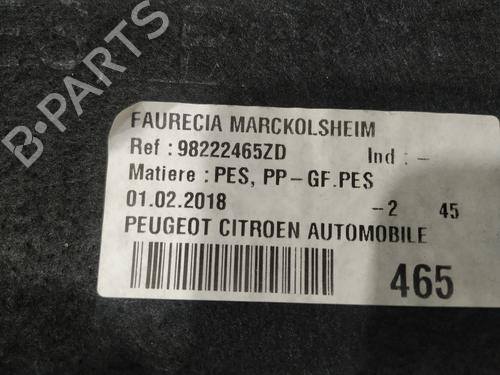 FAURECIA MARCKOLSHEIM
Ref : 98222465ZD Ind : -
Matiere : PES, PP-GF.PES
01.02.2018 -2 45
PEUGEOT CITROEN AUTOMOBILE
465
B-PARTS